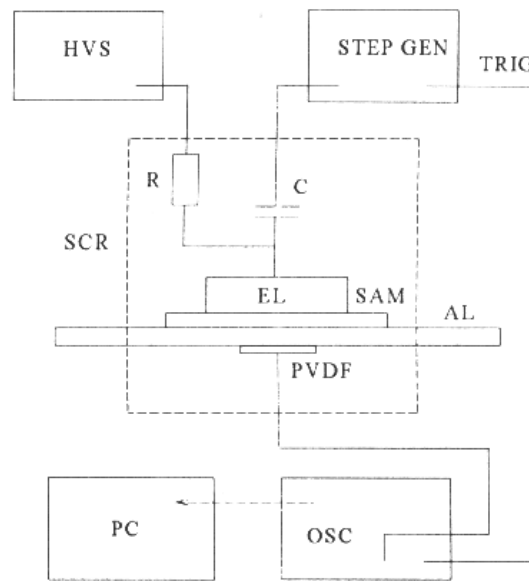 HVS
STEP GEN
TRIG
R
C
SCR
EL
SAM
AL
PVDF
PC
OSC